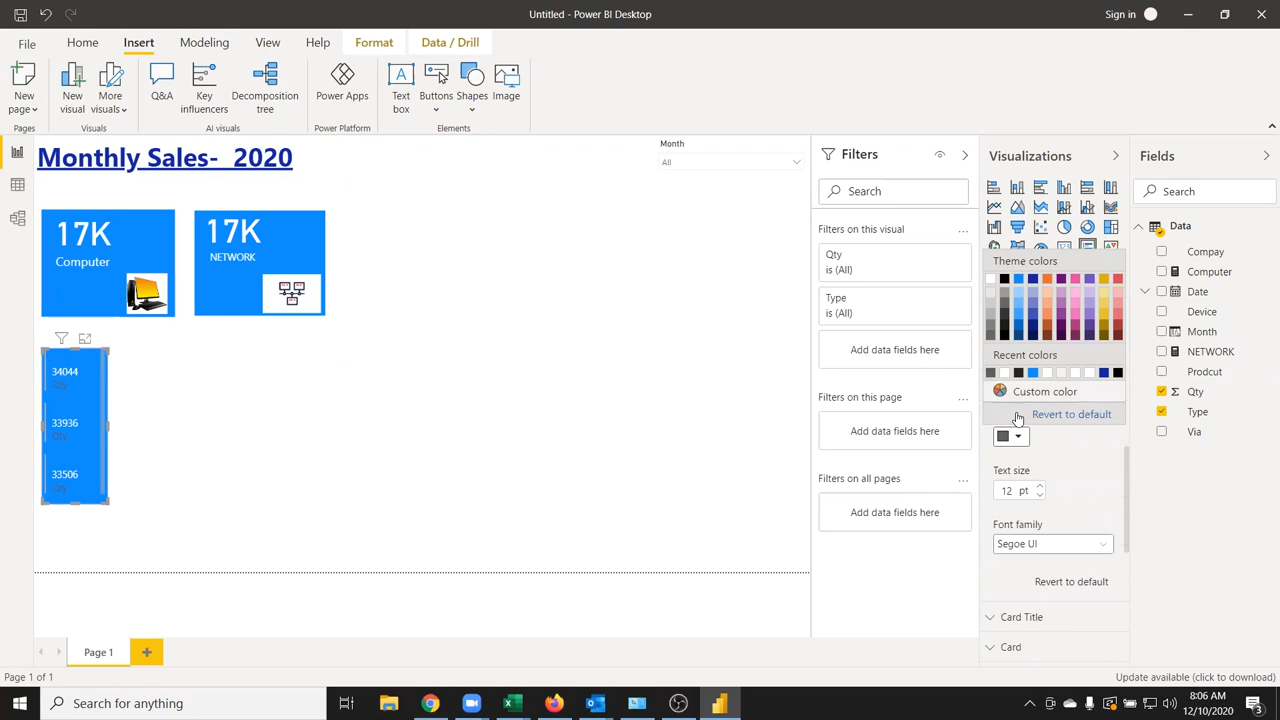 Untitled - Power BI Desktop
Sign in
File
Home
Insert
Modeling
View
Help
Format
Data / Drill
New page
New visual
More visuals
Q&A
Key influencers
Decomposition tree
Power Apps
Text box
Buttons
Shapes
Image
Pages
Visuals
AI visuals
Power Platform
Elements
Monthly Sales-  2020
Month
All
17K
Computer
17K
NETWORK
34044
Qty
33936
Qty
33506
Qty
Filters
Search
Filters on this visual
...
Qty
is (All)
Type
is (All)
Add data fields here
Filters on this page
...
Add data fields here
Filters on all pages
...
Add data fields here
Visualizations
Theme colors
Recent colors
Custom color
Revert to default
Text size
12 pt
Font family
Segoe UI
Revert to default
Card Title
Card
Fields
Search
Data
Compay
Computer
Date
Device
Month
NETWORK
Prodcut
Qty
Type
Via
Page 1
Page 1 of 1
Update available (click to download)
Search for anything
8:06 AM
12/10/2020
3